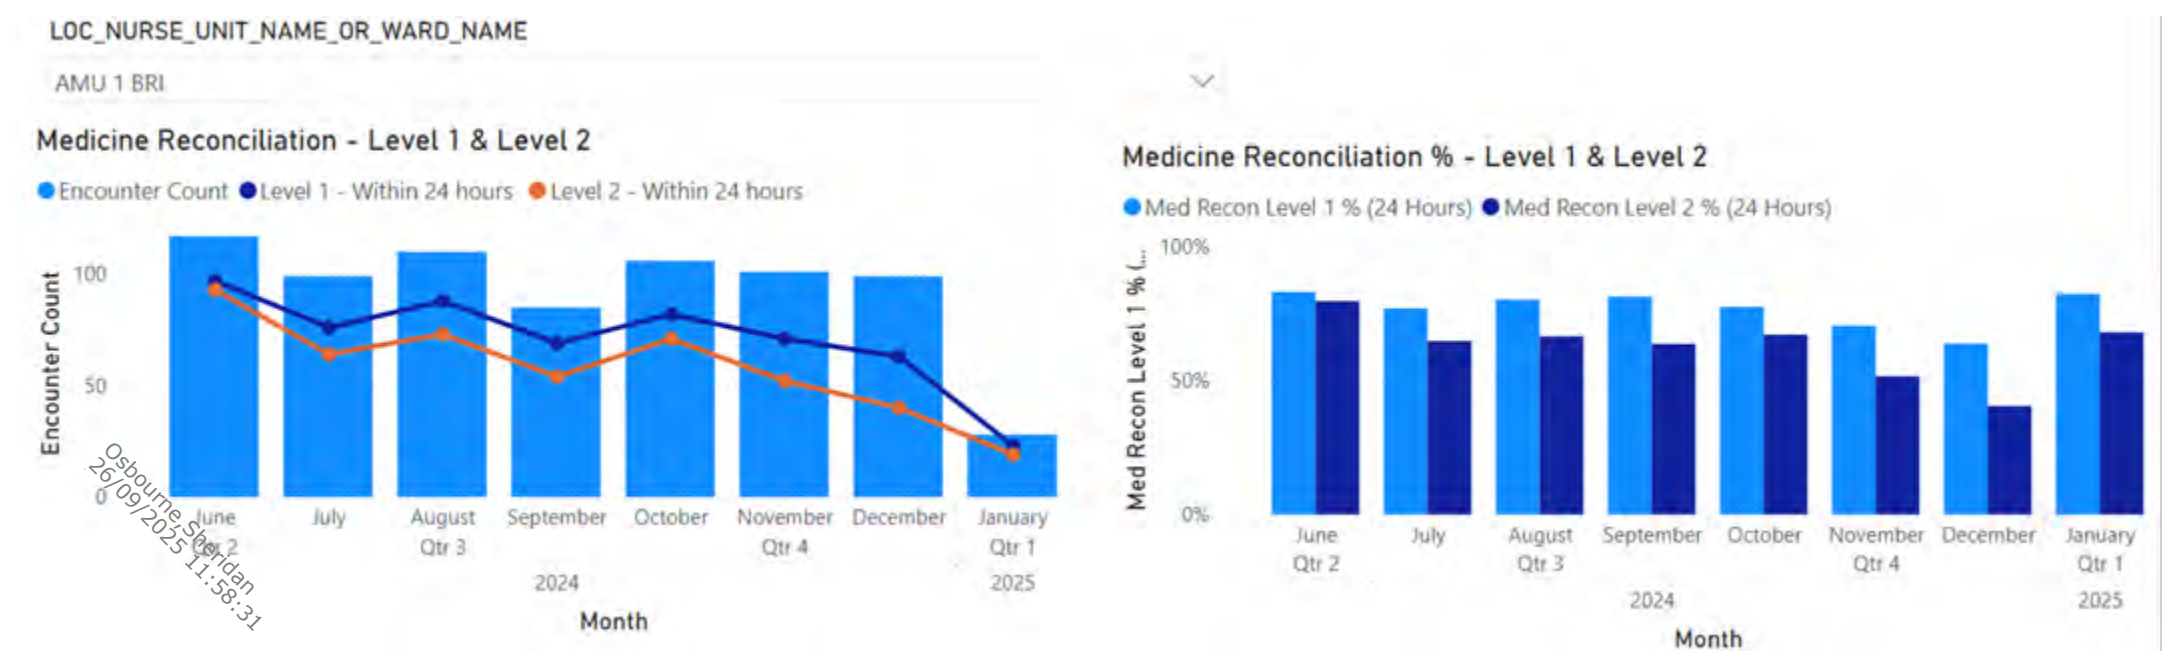 LOC_NURSE_UNIT_NAME_OR_WARD_NAME
AMU 1 BRI
Medicine Reconciliation - Level 1 & Level 2
Encounter Count Level 1 - Within 24 hours Level 2 - Within 24 hours
Encounter Count
100
50
0
June July August September October November December January
Qtr 2 Qtr 3 Qtr 4 Qtr 1
2024 2025
Month
Osbourne, Sheridan
26/09/2025 11:58:31
Medicine Reconciliation % - Level 1 & Level 2
Med Recon Level 1 % (24 Hours) Med Recon Level 2 % (24 Hours)
Med Recon Level 1 % (...
100%
50%
0%
June July August September October November December January
Qtr 2 Qtr 3 Qtr 4 Qtr 1
2024 2025
Month